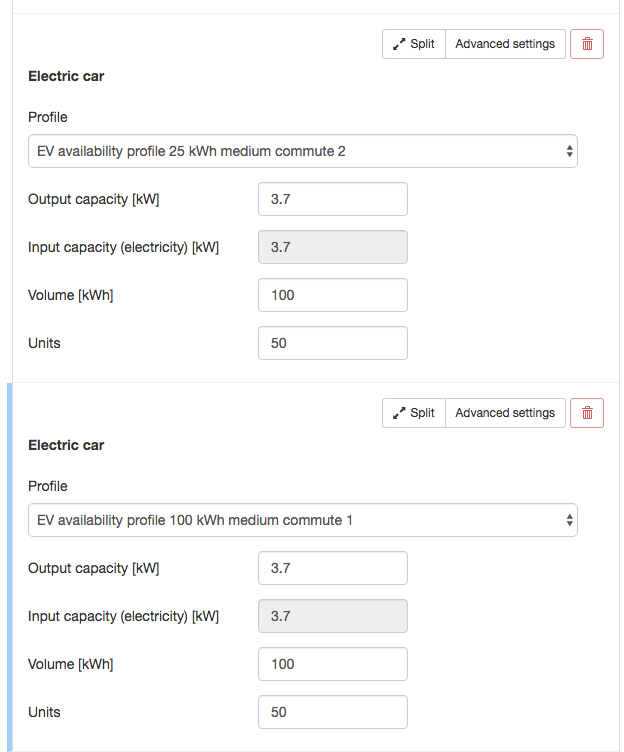 Split Advanced settings
Electric car
Profile
EV availability profile 25 kWh medium commute 2
Output capacity [kW] 3.7
Input capacity (electricity) [kW] 3.7
Volume [kWh] 100
Units 50
Split Advanced settings
Electric car
Profile
EV availability profile 100 kWh medium commute 1
Output capacity [kW] 3.7
Input capacity (electricity) [kW] 3.7
Volume [kWh] 100
Units 50